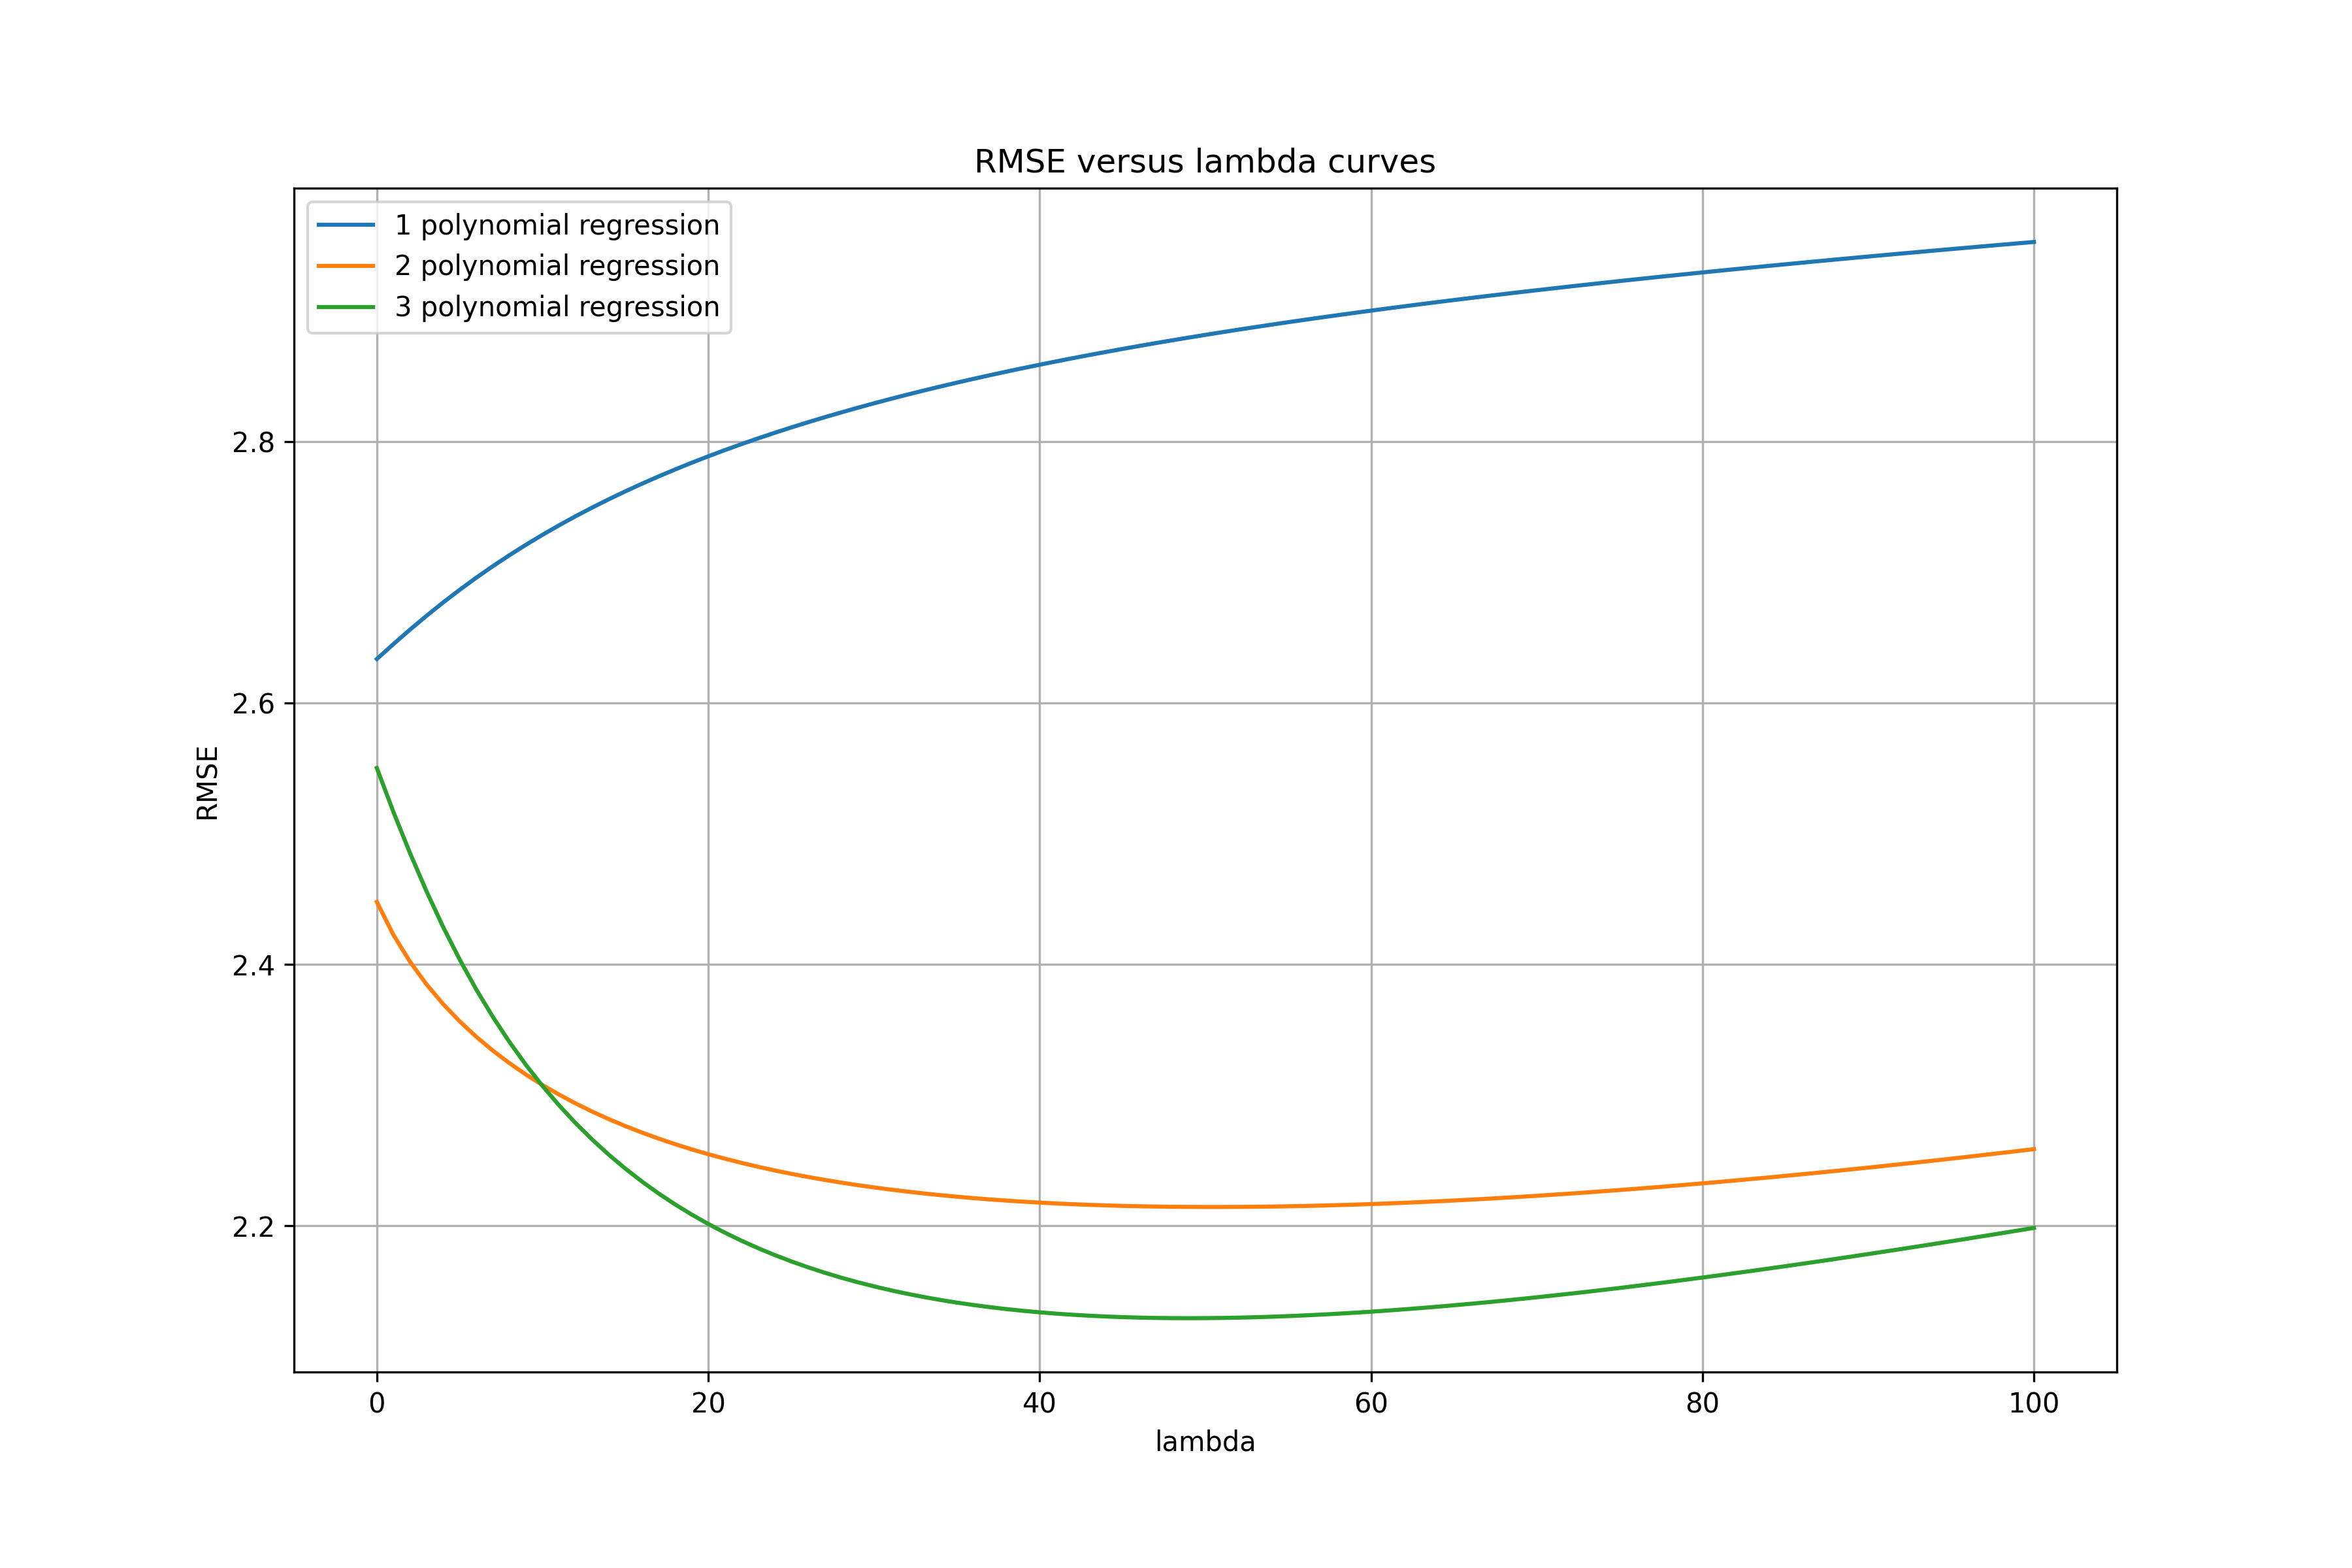 RMSE versus lambda curves
1 polynomial regression
2 polynomial regression
3 polynomial regression
2.8
2.6
2.4
2.2
RMSE
0 20 40 60 80 100
lambda